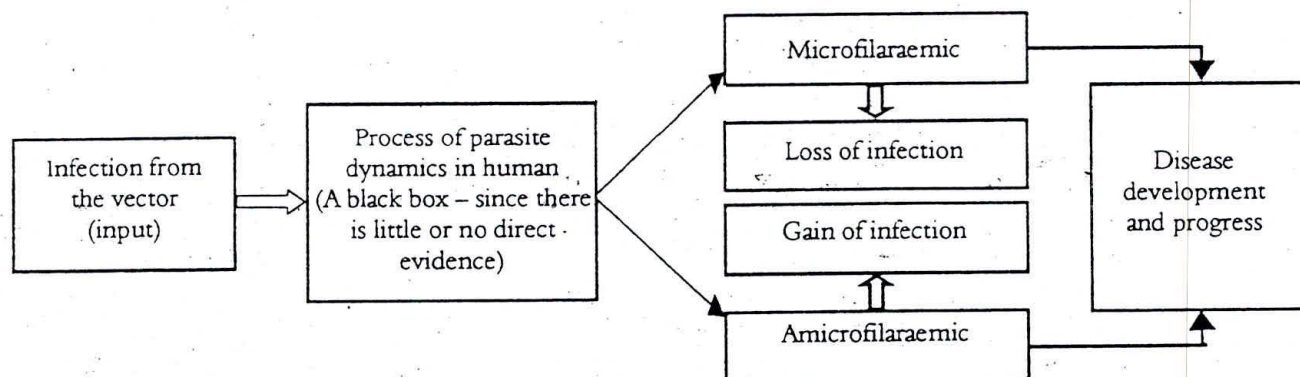 Infection from
the vector
(input)
Process of parasite
dynamics in human
(A black box – since there
is little or no direct
evidence)
Microfilaraemic
Loss of infection
Gain of infection
Amicrofilaraemic
Disease
development
and progress